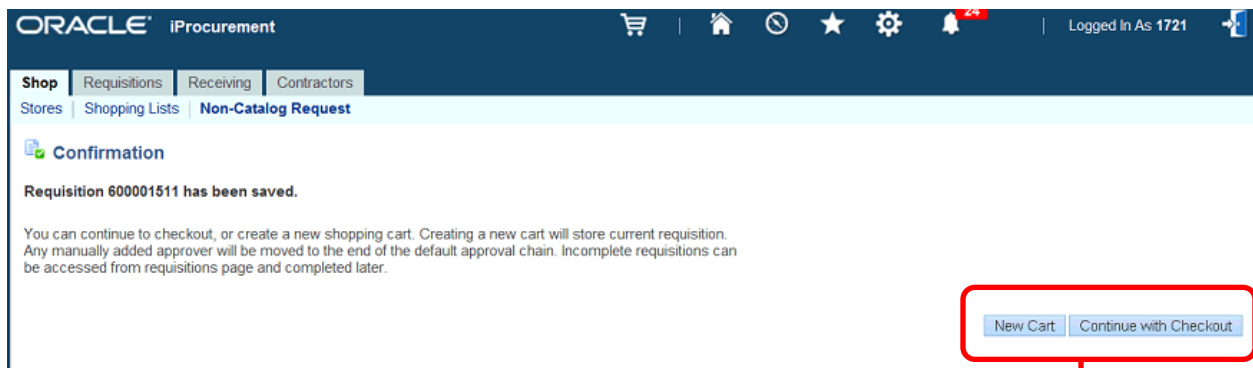 ORACLE iProcurement 24 Logged In As 1721
Shop Requisitions Receiving Contractors
Stores Shopping Lists Non-Catalog Request
Confirmation
Requisition 600001511 has been saved.
You can continue to checkout, or create a new shopping cart. Creating a new cart will store current requisition.
Any manually added approver will be moved to the end of the default approval chain. Incomplete requisitions can
be accessed from requisitions page and completed later.
New Cart Continue with Checkout